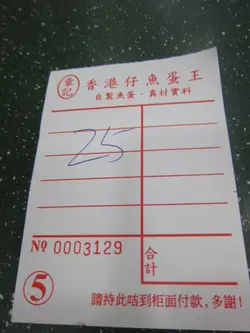 章記 香港仔魚蛋王
自製魚蛋·真材實料
25
№ 0003129
合計
5
請持此咭到柜面付款,多謝!